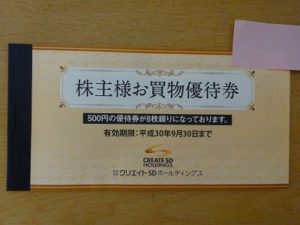 株主様お買物優待券
500円の優待券が8枚綴りになっております。
有効期限:平成30年9月30日まで
CREATE SD
HOLDINGS
株式会社クリエイトSDホールディングス